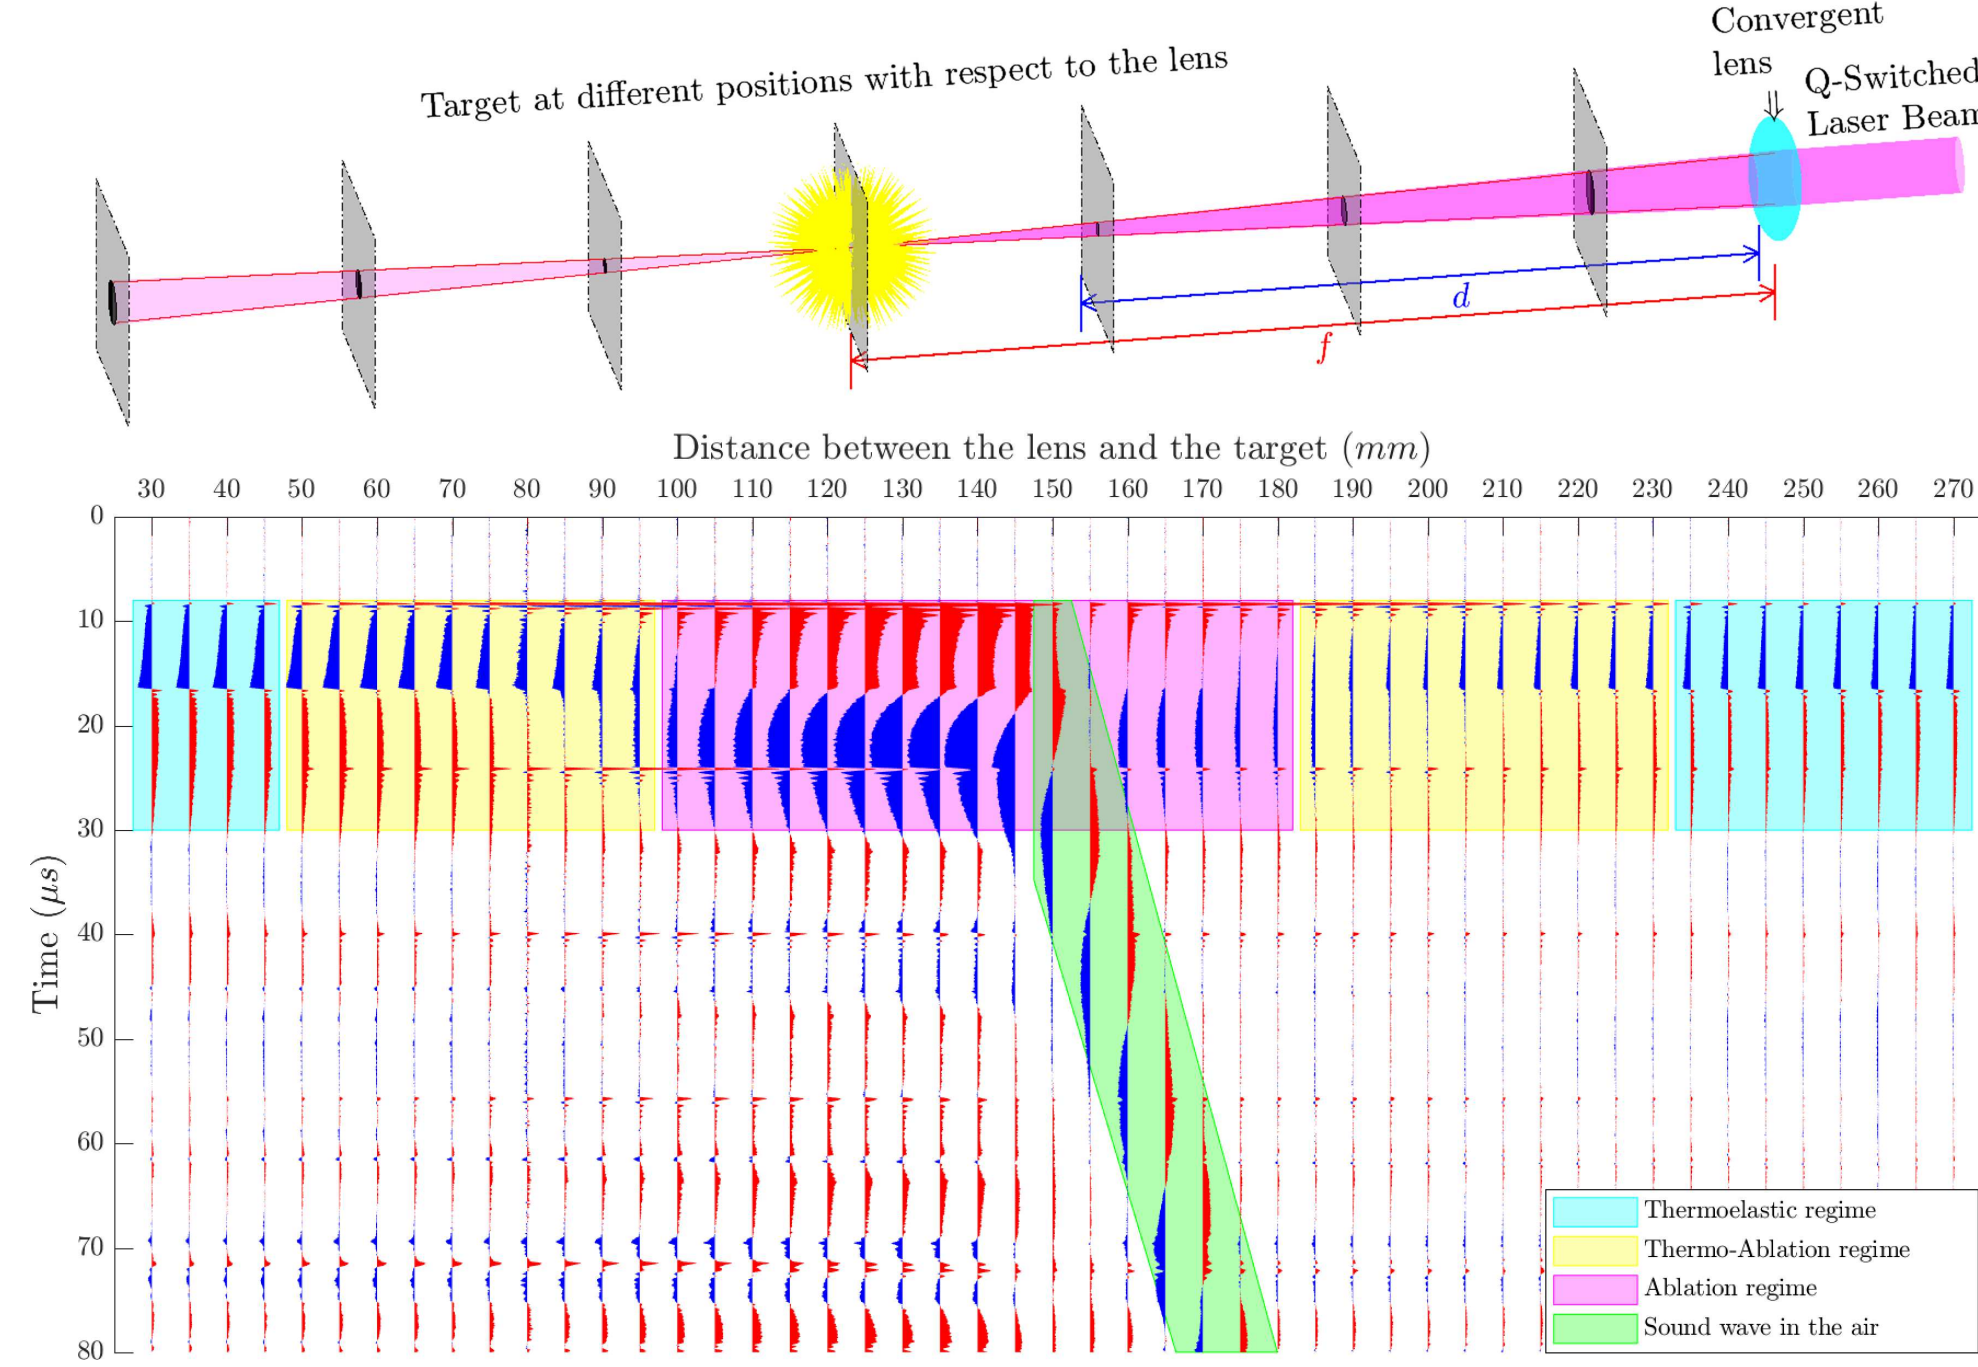 Convergent
lens
Q-Switched
Laser Beam
Target at different positions with respect to the lens
d
f
Distance between the lens and the target (mm)
30 40 50 60 70 80 90 100 110 120 130 140 150 160 170 180 190 200 210 220 230 240 250 260 270
0
10
20
30
40
50
60
70
80
Time (μs)
Thermoelastic regime
Thermo-Ablation regime
Ablation regime
Sound wave in the air